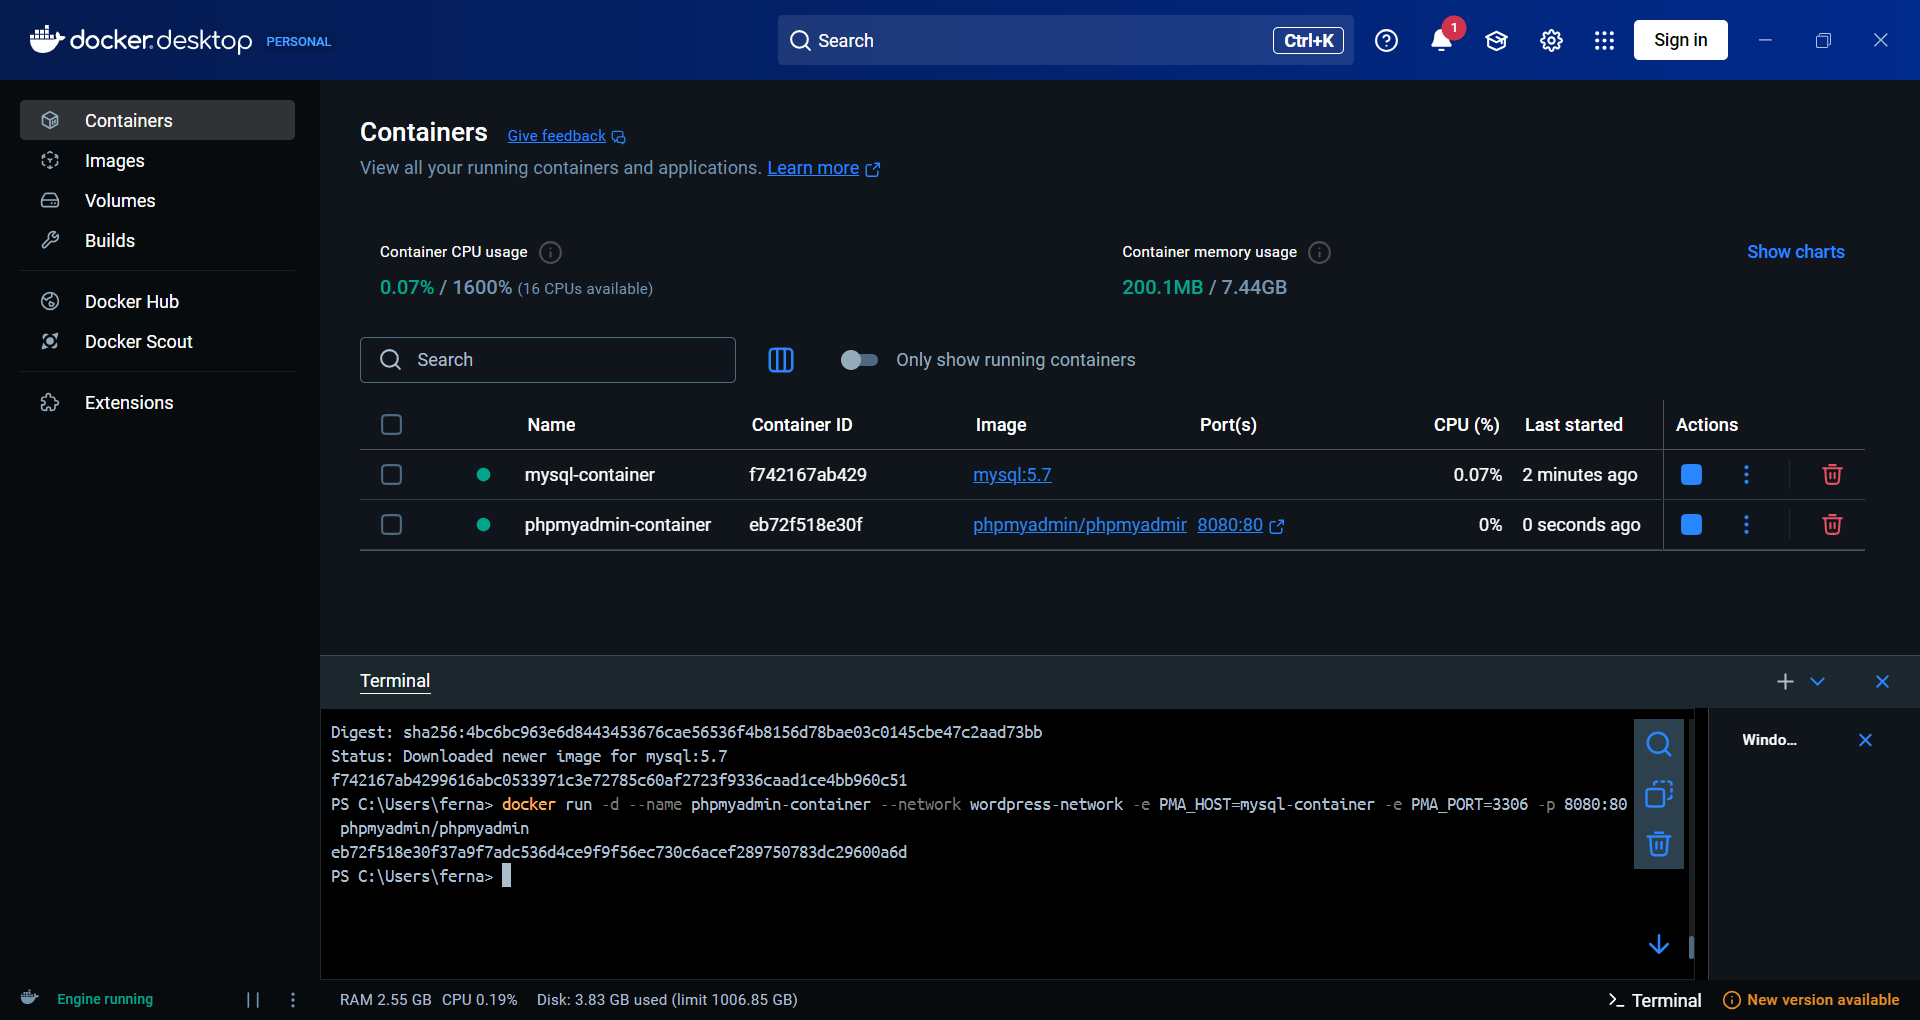 docker.desktop PERSONAL
Search Ctrl+K
1
Sign in
Containers
Images
Volumes
Builds
Docker Hub
Docker Scout
Extensions
Containers Give feedback
View all your running containers and applications. Learn more
Container CPU usage
0.07% / 1600% (16 CPUs available)
Container memory usage
200.1MB / 7.44GB
Show charts
Search
Only show running containers
Name Container ID Image Port(s) CPU (%) Last started Actions
mysql-container f742167ab429 mysql:5.7 0.07% 2 minutes ago
phpmyadmin-container eb72f518e30f phpmyadmin/phpmyadmir 8080:80 0% 0 seconds ago
Terminal
Digest: sha256:4bc6bc963e6d8443453676cae56536f4b8156d78bae03c0145cbe47c2aad73bb
Status: Downloaded newer image for mysql:5.7
f742167ab4299616abc0533971c3e72785c60af2723f9336caad1ce4bb960c51
PS C:\Users\ferna> docker run -d --name phpmyadmin-container --network wordpress-network -e PMA_HOST=mysql-container -e PMA_PORT=3306 -p 8080:80
phpmyadmin/phpmyadmin
eb72f518e30f37a9f7adc536d4ce9f9f56ec730c6acef289750783dc29600a6d
PS C:\Users\ferna>
Windo...
Engine running
RAM 2.55 GB CPU 0.19% Disk: 3.83 GB used (limit 1006.85 GB)
>_ Terminal
New version available